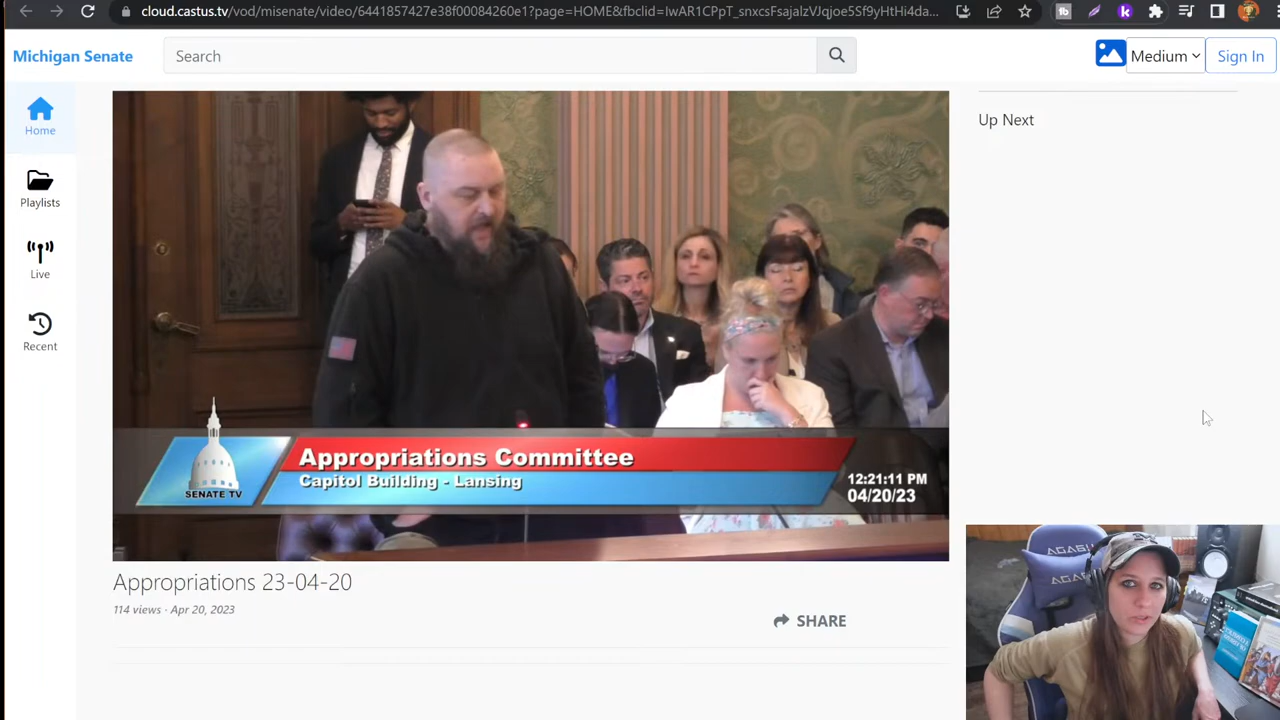 cloud.castus.tv/vod/misenate/video/6441857427e38f00084260e1?page=HOME&fbclid=IwAR1CPpT_snxcsFsajalzVJqjoe5Sf9yHtHi4da...
Michigan Senate
Search
Medium
Sign In
Home
Playlists
Live
Recent
Up Next
Appropriations Committee
Capitol Building - Lansing
SENATE TV
12:21:11 PM
04/20/23
Appropriations 23-04-20
114 views · Apr 20, 2023
SHARE